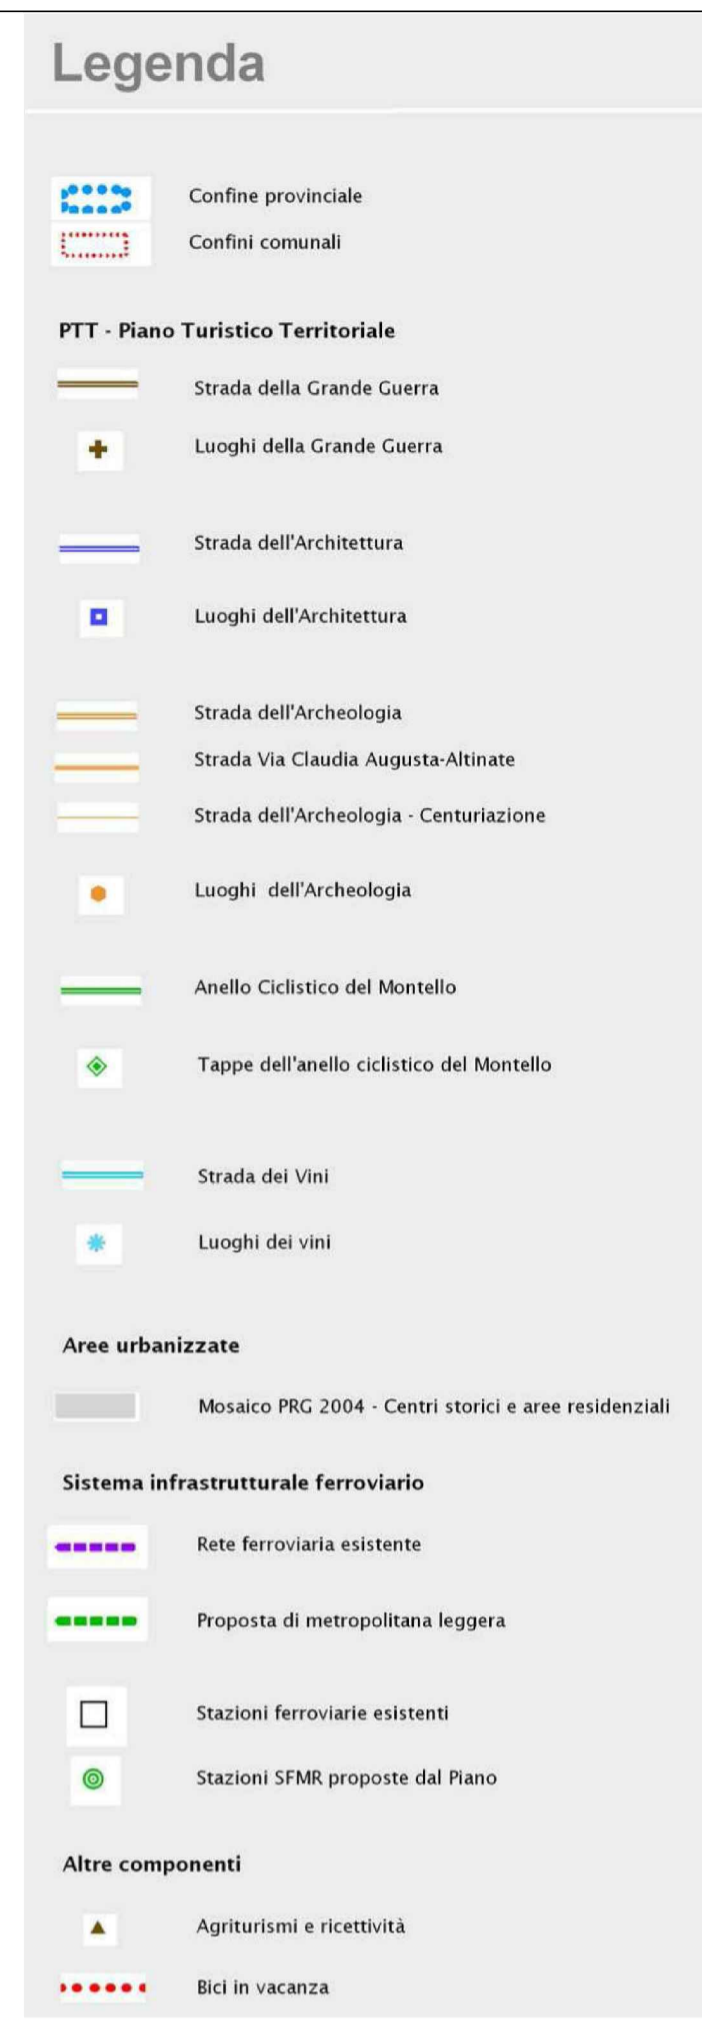 Legenda
Confine provinciale
Confini comunali
PTT - Piano Turistico Territoriale
Strada della Grande Guerra
Luoghi della Grande Guerra
Strada dell'Architettura
Luoghi dell'Architettura
Strada dell'Archeologia
Strada Via Claudia Augusta-Altinate
Strada dell'Archeologia - Centuriazione
Luoghi dell'Archeologia
Anello Ciclistico del Montello
Tappe dell'anello ciclistico del Montello
Strada dei Vini
Luoghi dei vini
Aree urbanizzate
Mosaico PRG 2004 - Centri storici e aree residenziali
Sistema infrastrutturale ferroviario
Rete ferroviaria esistente
Proposta di metropolitana leggera
Stazioni ferroviarie esistenti
Stazioni SFMR proposte dal Piano
Altre componenti
Agriturismi e ricettività
Bici in vacanza